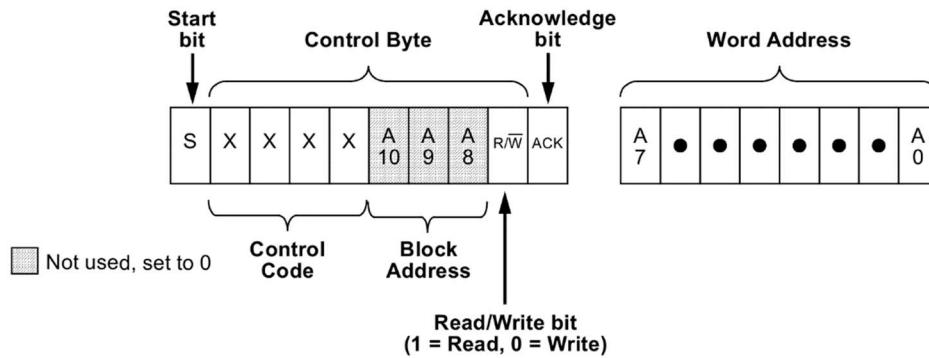 Start
bit
Control Byte
Acknowledge
bit
Word Address
S X X X X A
10 A
9 A
8 R/W̅ ACK
A
7 ● ● ● ● ● ● A
0
Control
Code
Block
Address
Not used, set to 0
Read/Write bit
(1 = Read, 0 = Write)